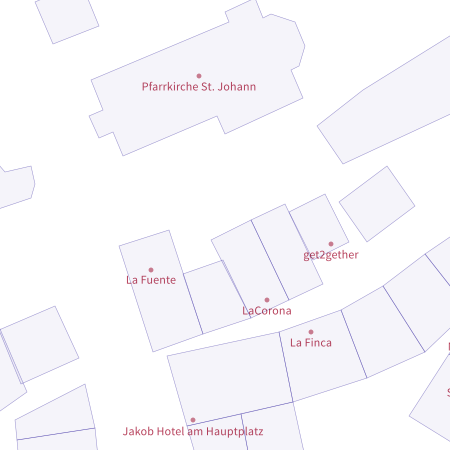 Pfarrkirche St. Johann
get2gether
La Fuente
LaCorona
La Finca
Jakob Hotel am Hauptplatz